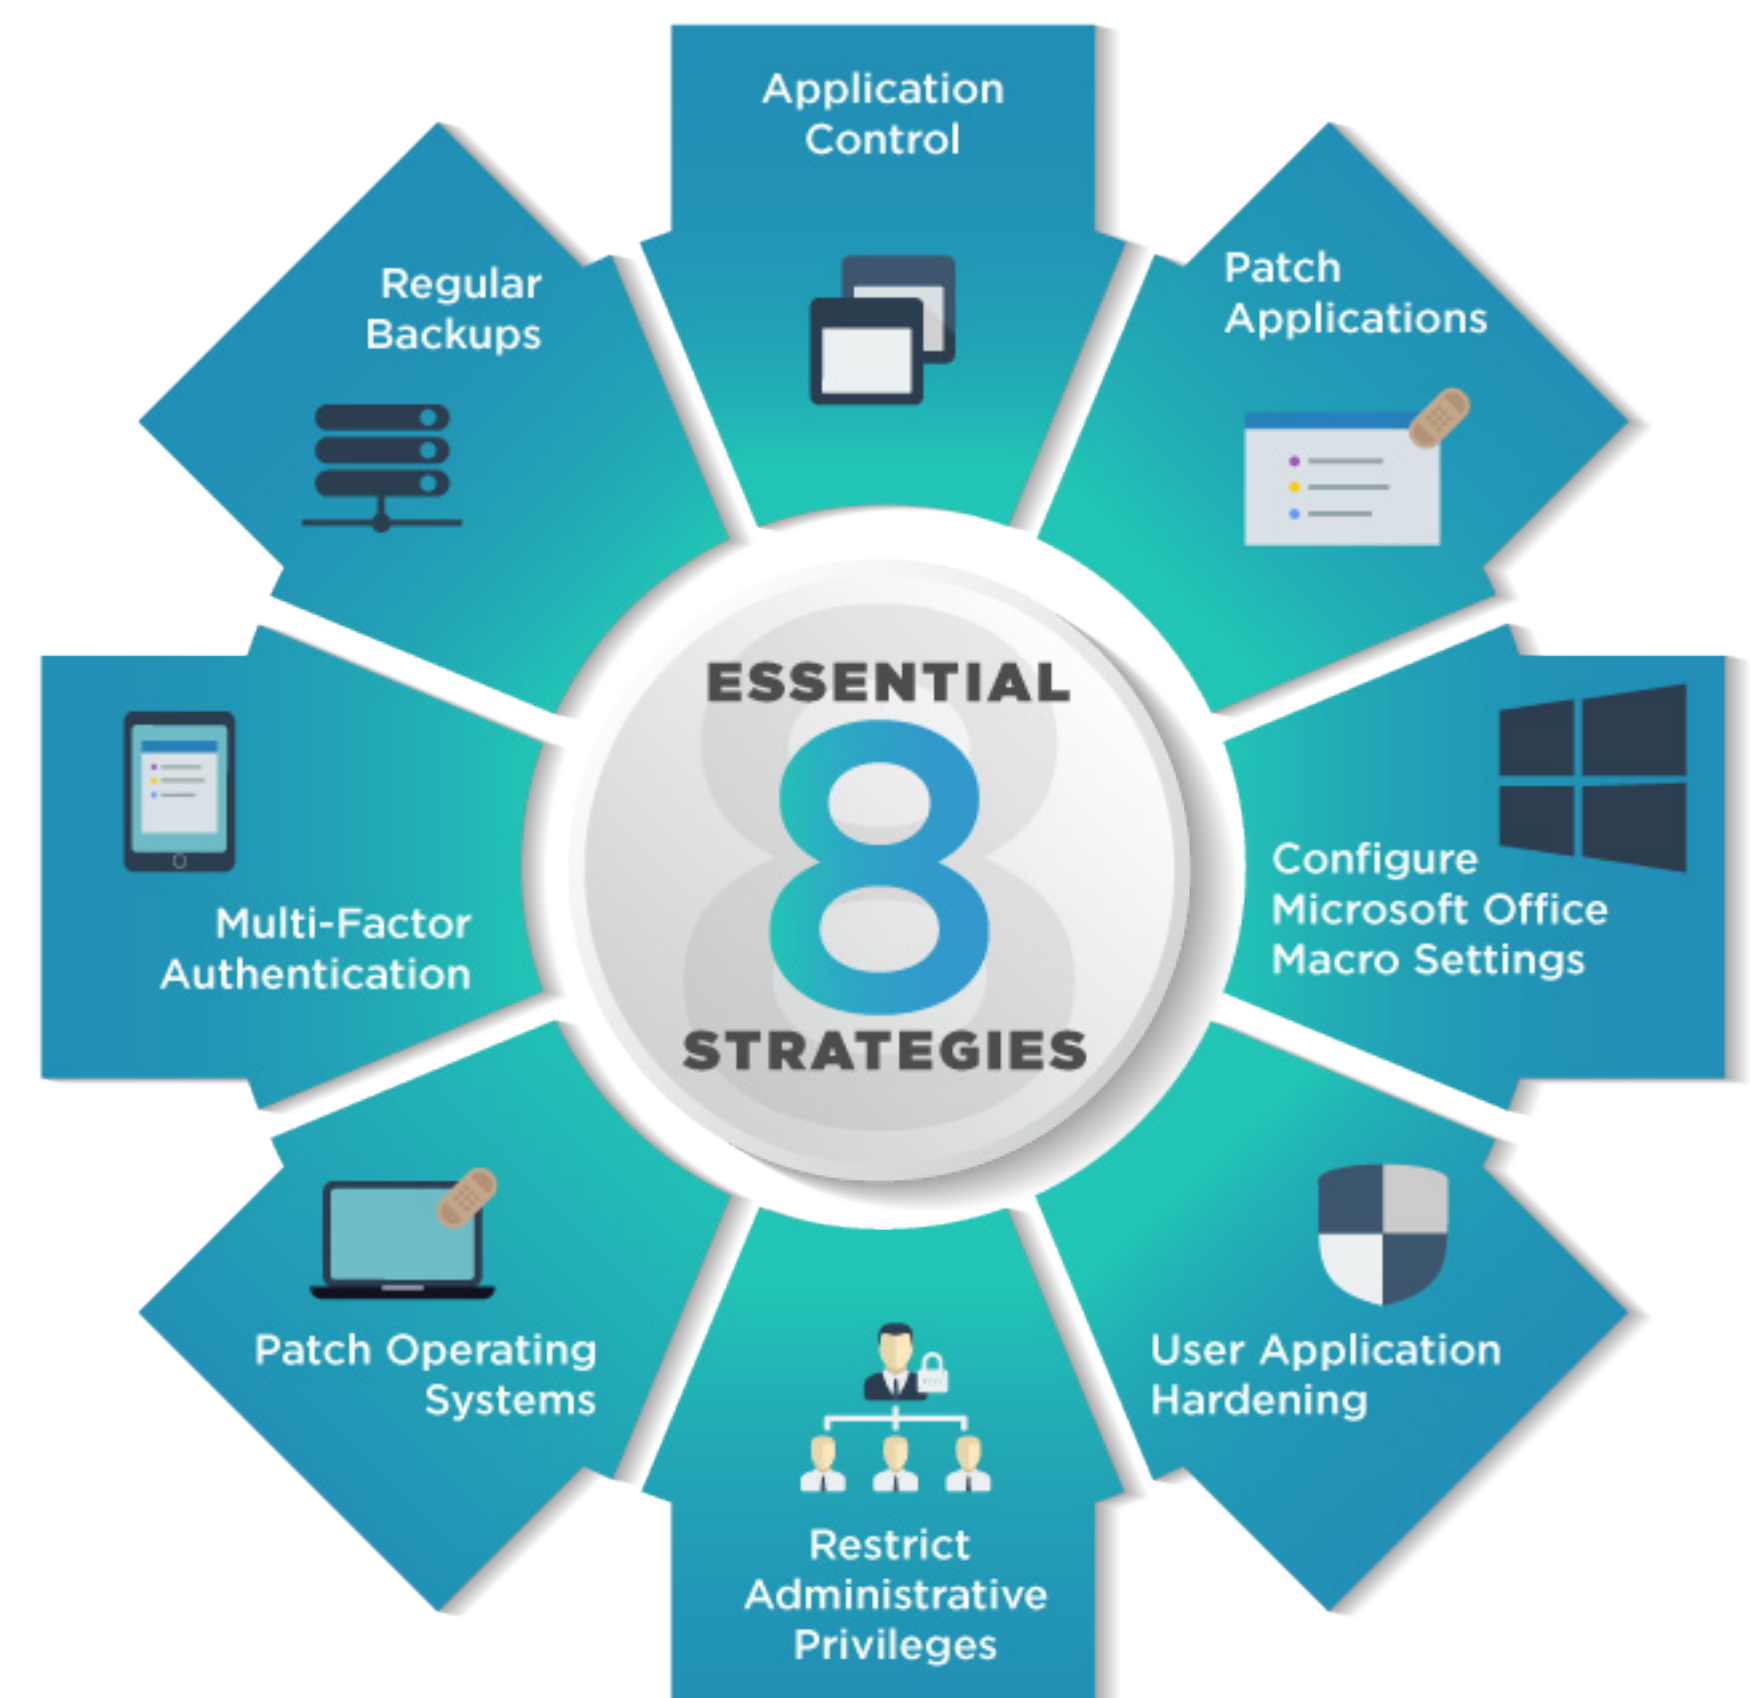 Application
Control
Patch
Applications
Configure
Microsoft Office
Macro Settings
User Application
Hardening
Restrict
Administrative
Privileges
Patch Operating
Systems
Multi-Factor
Authentication
Regular
Backups
ESSENTIAL
8
STRATEGIES